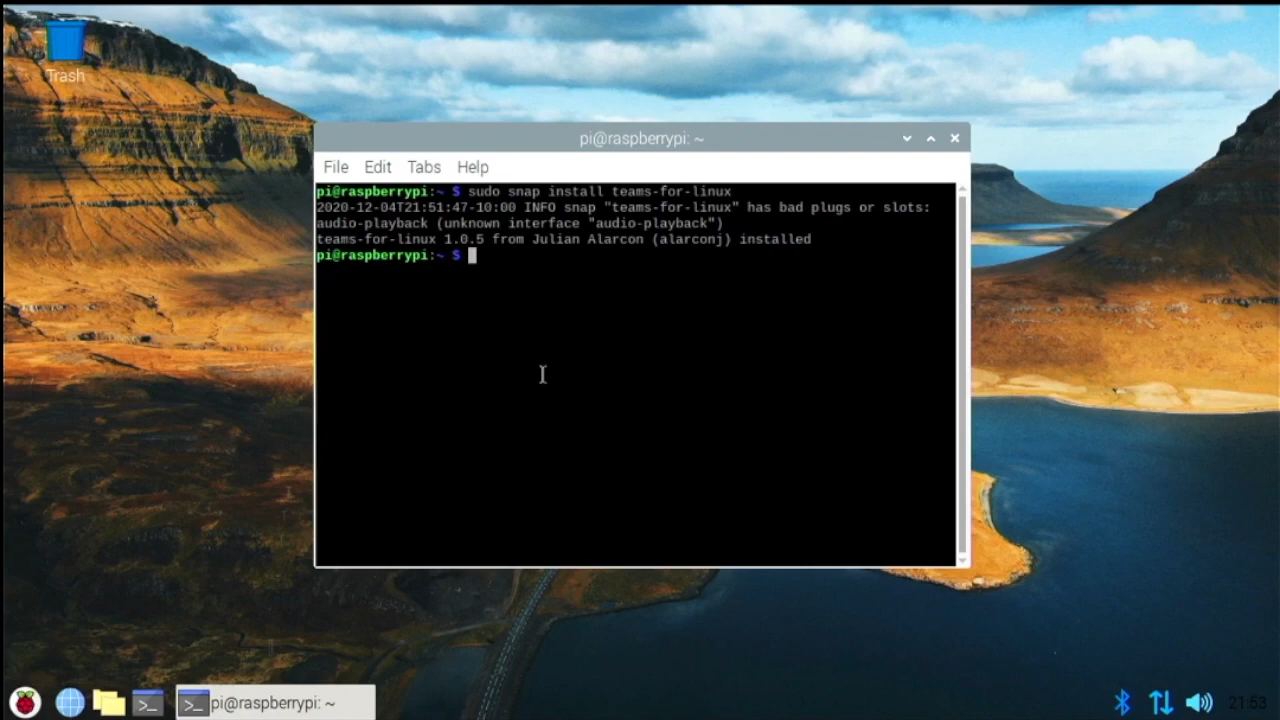 Trash
pi@raspberrypi: ~
File Edit Tabs Help
pi@raspberrypi:~ $ sudo snap install teams-for-linux
2020-12-04T21:51:47-10:00 INFO snap "teams-for-linux" has bad plugs or slots:
audio-playback (unknown interface "audio-playback")
teams-for-linux 1.0.5 from Julian Alarcon (alarconj) installed
pi@raspberrypi:~ $
pi@raspberrypi: ~
21:53